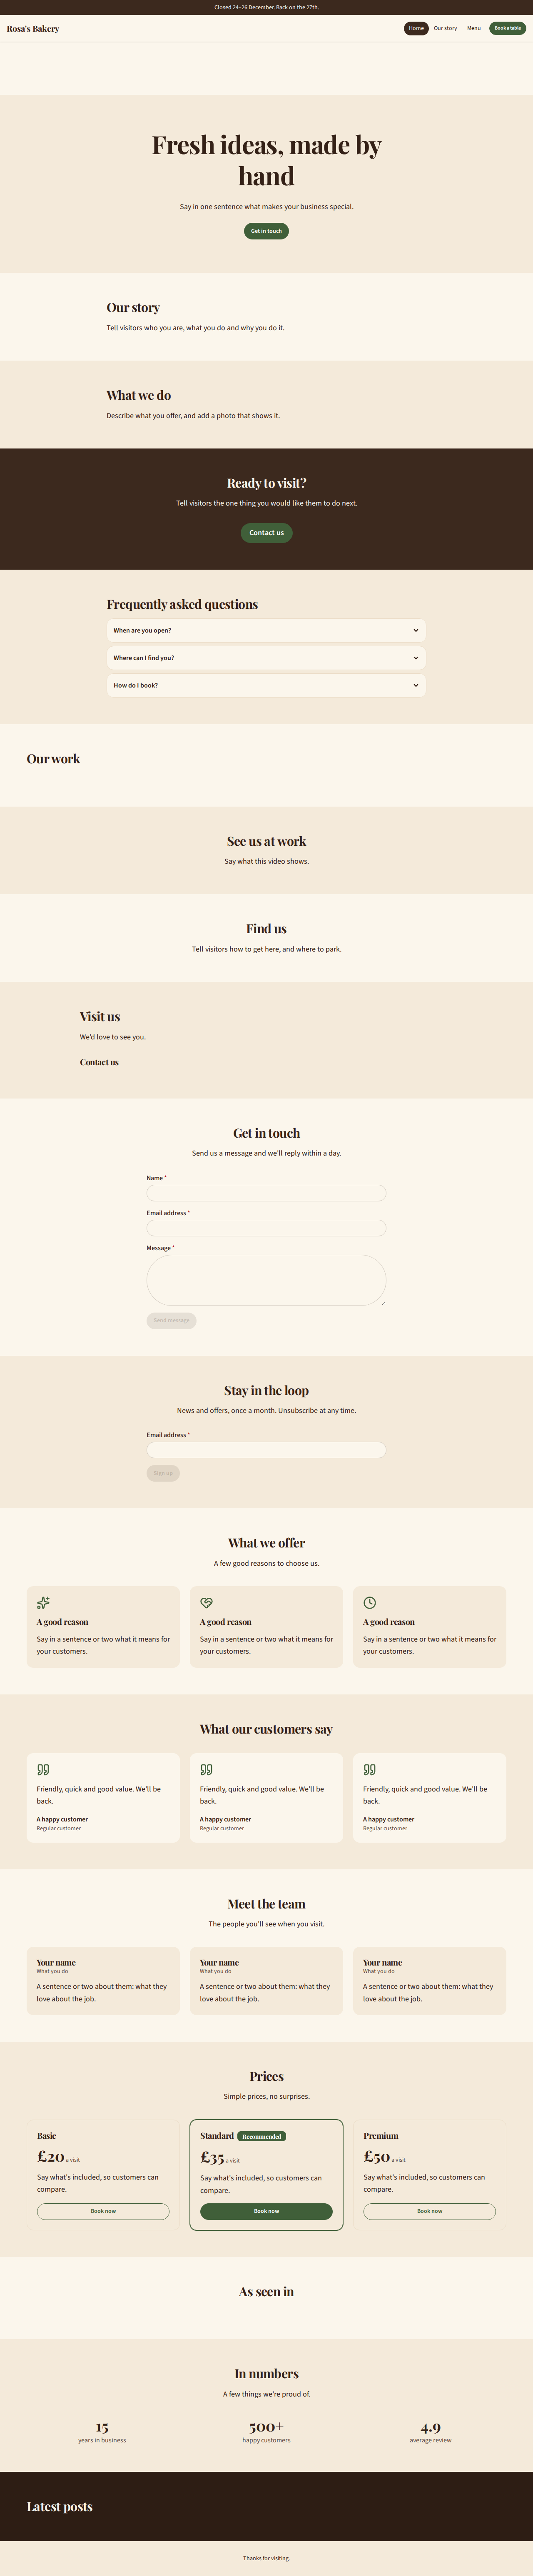 Closed 24–26 December. Back on the 27th.
Rosa's Bakery
Home
Our story
Menu
Book a table
Fresh ideas, made by
hand
Say in one sentence what makes your business special.
Get in touch
Our story
Tell visitors who you are, what you do and why you do it.
What we do
Describe what you offer, and add a photo that shows it.
Ready to visit?
Tell visitors the one thing you would like them to do next.
Contact us
Frequently asked questions
When are you open?
Where can I find you?
How do I book?
Our work
See us at work
Say what this video shows.
Find us
Tell visitors how to get here, and where to park.
Visit us
We'd love to see you.
Contact us
Get in touch
Send us a message and we'll reply within a day.
Name *
Email address *
Message *
Send message
Stay in the loop
News and offers, once a month. Unsubscribe at any time.
Email address *
Sign up
What we offer
A few good reasons to choose us.
A good reason
Say in a sentence or two what it means for
your customers.
A good reason
Say in a sentence or two what it means for
your customers.
A good reason
Say in a sentence or two what it means for
your customers.
What our customers say
Friendly, quick and good value. We'll be
back.
A happy customer
Regular customer
Friendly, quick and good value. We'll be
back.
A happy customer
Regular customer
Friendly, quick and good value. We'll be
back.
A happy customer
Regular customer
Meet the team
The people you'll see when you visit.
Your name
What you do
A sentence or two about them: what they
love about the job.
Your name
What you do
A sentence or two about them: what they
love about the job.
Your name
What you do
A sentence or two about them: what they
love about the job.
Prices
Simple prices, no surprises.
Basic
£20 a visit
Say what's included, so customers can
compare.
Book now
Standard Recommended
£35 a visit
Say what's included, so customers can
compare.
Book now
Premium
£50 a visit
Say what's included, so customers can
compare.
Book now
As seen in
In numbers
A few things we're proud of.
15
years in business
500+
happy customers
4.9
average review
Latest posts
Thanks for visiting.